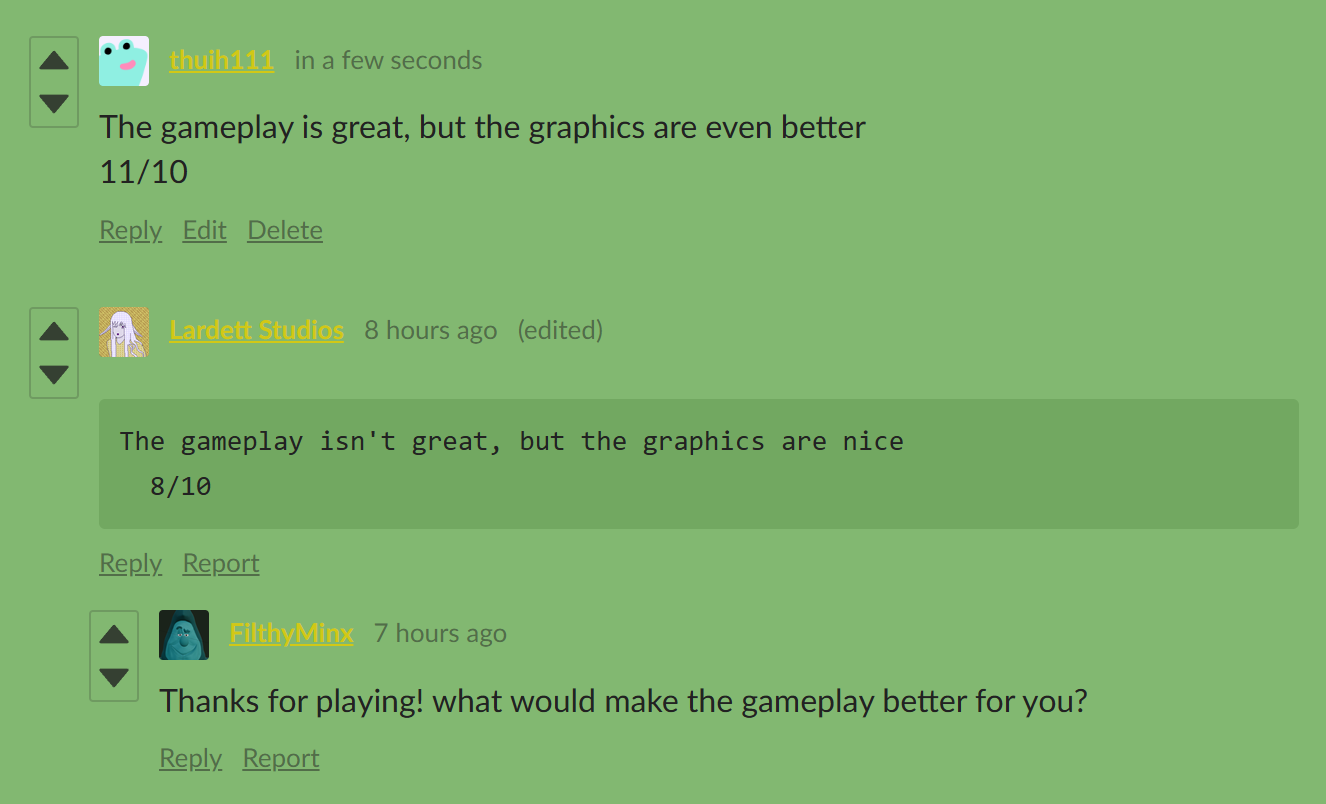 thuih111 in a few seconds
The gameplay is great, but the graphics are even better
11/10
Reply Edit Delete
Lardett Studios 8 hours ago (edited)
The gameplay isn't great, but the graphics are nice
8/10
Reply Report
FilthyMinx 7 hours ago
Thanks for playing! what would make the gameplay better for you?
Reply Report